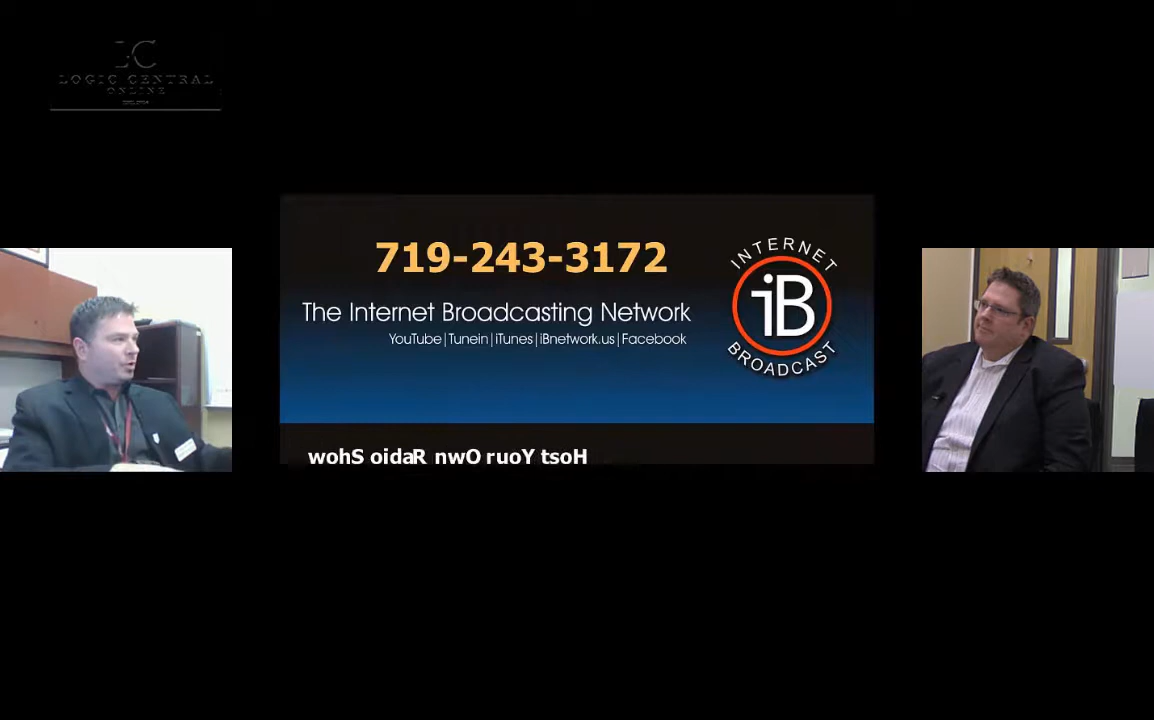 LC
LOGIC CENTRAL
ONLINE
719-243-3172
The Internet Broadcasting Network
YouTube|Tunein|iTunes|iBnetwork.us|Facebook
INTERNET
iB
BROADCAST
wohS oidaR nwO ruoY tsoH